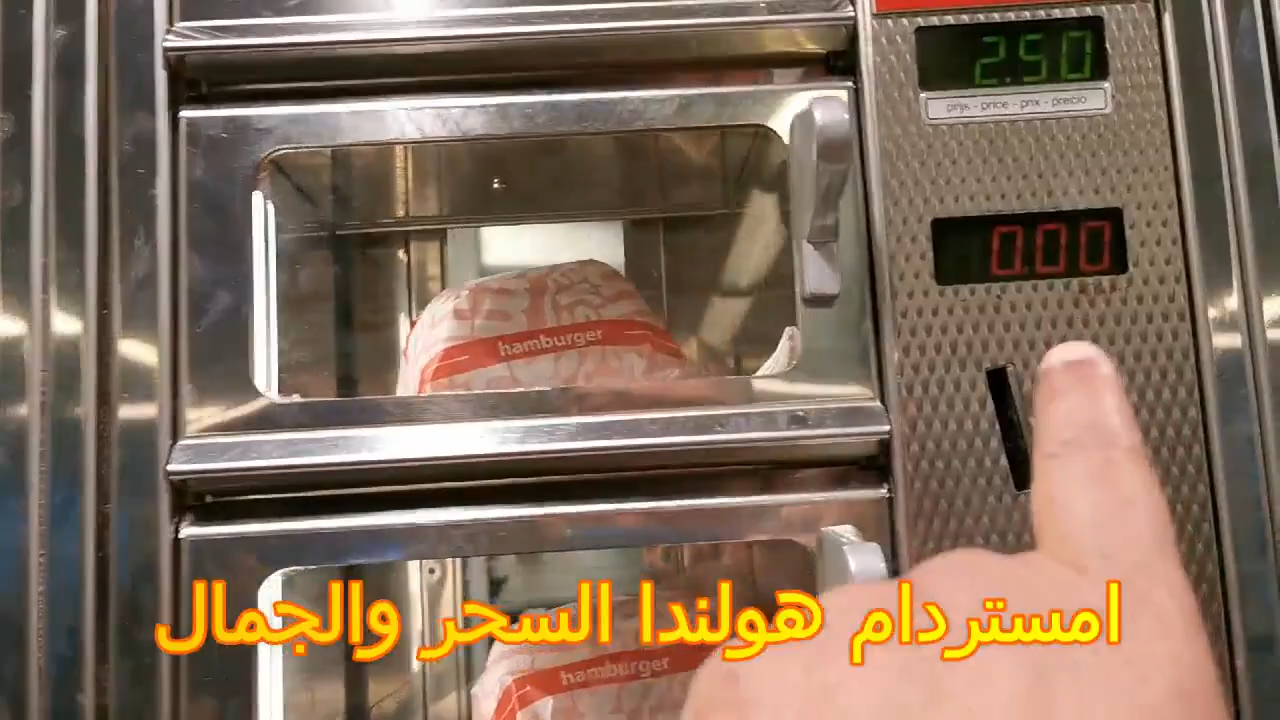 2.50
prijs - price - prix - precio
0.00
hamburger
hamburger
امستردام هولندا السحر والجمال